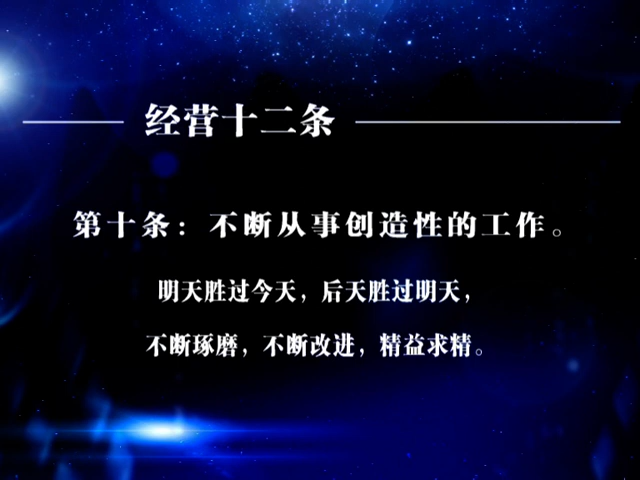 经营十二条
第十条：不断从事创造性的工作。
明天胜过今天，后天胜过明天，
不断琢磨，不断改进，精益求精。